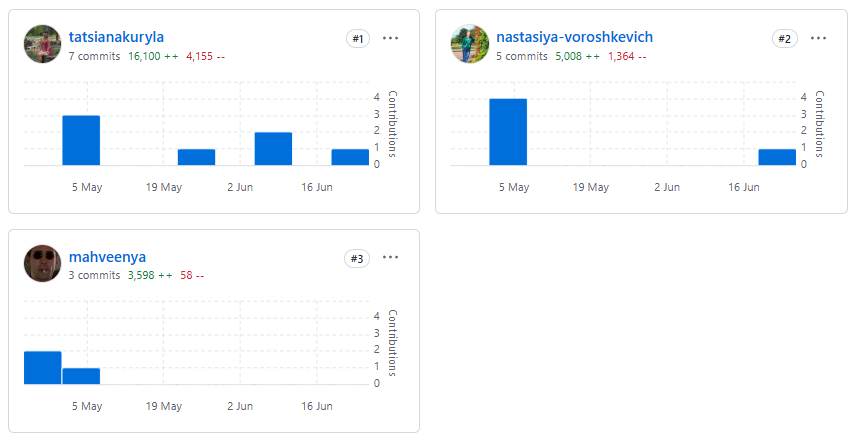 tatsianakuryla
#1
7 commits 16,100 ++ 4,155 --
4
3
2
1
0
Contributions
5 May 19 May 2 Jun 16 Jun
nastasiya-voroshkevich
#2
5 commits 5,008 ++ 1,364 --
4
3
2
1
0
Contributions
5 May 19 May 2 Jun 16 Jun
mahveenya
#3
3 commits 3,598 ++ 58 --
4
3
2
1
0
Contributions
5 May 19 May 2 Jun 16 Jun